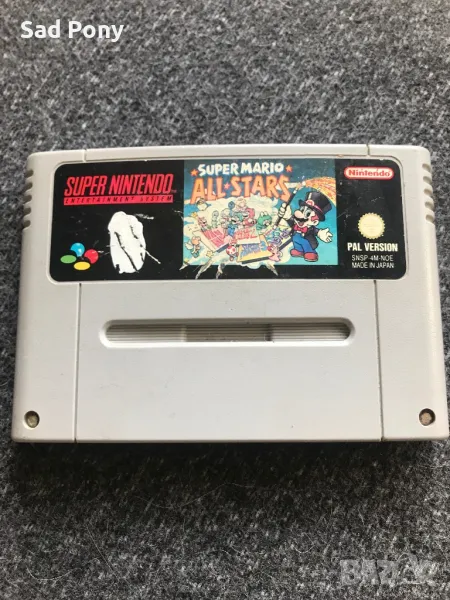 Sad Pony
SUPER NINTENDO
ENTERTAINMENT SYSTEM
SUPER MARIO
ALL-STARS
Nintendo
PAL VERSION
SNSP-4M-NOE
MADE IN JAPAN